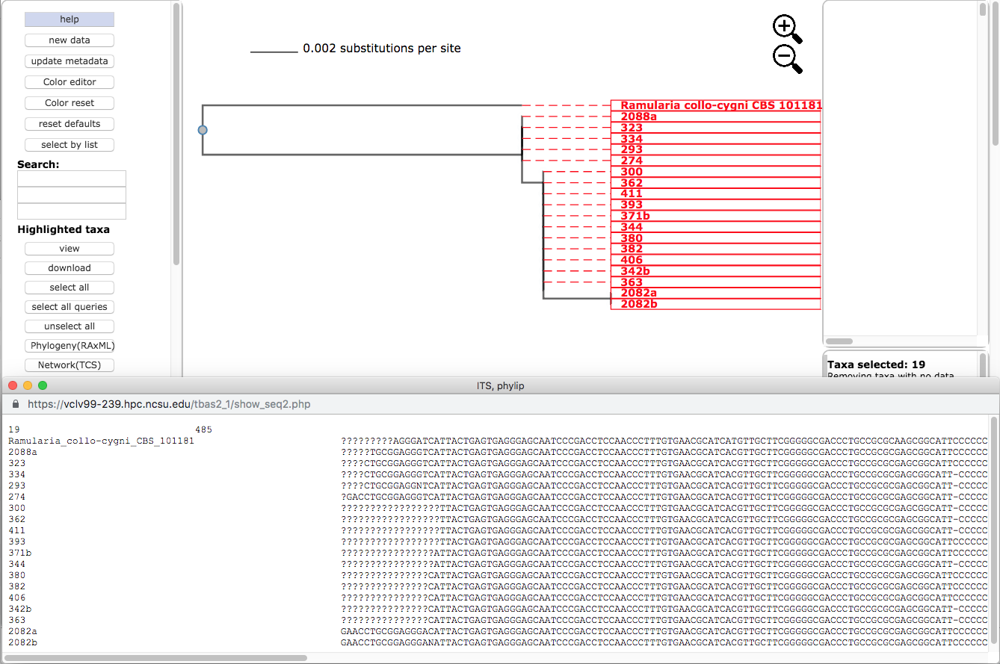 help
new data
update metadata
Color editor
Color reset
reset defaults
select by list
Search:
Highlighted taxa
view
download
select all
select all queries
unselect all
Phylogeny(RAxML)
Network(TCS)
0.002 substitutions per site
Ramularia collo-cygni CBS 101181
2088a
323
334
293
274
300
362
411
393
371b
344
380
382
406
342b
363
2082a
2082b
Taxa selected: 19
Removing taxa with no data
ITS, phylip
https://vclv99-239.hpc.ncsu.edu/tbas2_1/show_seq2.php
19 485
Ramularia_collo-cygni_CBS_101181 ?????????AGGGATCATTACTGAGTGAGGGAGCAATCCCGACCTCCAACCCTTTGTGAACGCATCATGTTGCTTCGGGGGCGACCCTGCCGCGCAAGCGGCATTCCCCCC
2088a ?????TGCGGAGGGTCATTACTGAGTGAGGGAGCAATCCCGACCTCCAACCCTTTGTGAACGCATCACGTTGCTTCGGGGGCGACCCTGCCGCGCGAGCGGCATTCCCCCC
323 ????CTGCGGAGGGTCATTACTGAGTGAGGGAGCAATCCCGACCTCCAACCCTTTGTGAACGCATCACGTTGCTTCGGGGGCGACCCTGCCGCGCGAGCGGCATTCCCCCC
334 ????CTGCGGAGGGTCATTACTGAGTGAGGGAGCAATCCCGACCTCCAACCCTTTGTGAACGCATCACGTTGCTTCGGGGGCGACCCTGCCGCGCGAGCGGCATT-CCCCC
293 ????CTGCGGAGGNTCATTACTGAGTGAGGGAGCAATCCCGACCTCCAACCCTTTGTGAACGCATCACGTTGCTTCGGGGGCGACCCTGCCGCGCGAGCGGCATT-CCCCC
274 ?GACCTGCGGAGGGTCATTACTGAGTGAGGGAGCAATCCCGACCTCCAACCCTTTGTGAACGCATCACGTTGCTTCGGGGGCGACCCTGCCGCGCGAGCGGCATT-CCCCC
300 ?????????????????TTACTGAGTGAGGGAGCAATCCCGACCTCCAACCCTTTGTGAACGCATCACGTTGCTTCGGGGGCGACCCTGCCGCGCGAGCGGCATT-CCCCC
362 ?????????????????TTACTGAGTGAGGGAGCAATCCCGACCTCCAACCCTTTGTGAACGCATCACGTTGCTTCGGGGGCGACCCTGCCGCGCGAGCGGCATT-CCCCC
411 ?????????????????TTACTGAGTGAGGGAGCAATCCCGACCTCCAACCCTTTGTGAACGCATCACGTTGCTTCGGGGGCGACCCTGCCGCGCGAGCGGCATT-CCCCC
393 ?????????????????TTACTGAGTGAGGGAGCAATCCCGACCTCCAACCCTTTGTGAACGCATCACGTTGCTTCGGGGGCGACCCTGCCGCGCGAGCGGCATTCCCCCC
371b ????????????????ATTACTGAGTGAGGGAGCAATCCCGACCTCCAACCCTTTGTGAACGCATCACGTTGCTTCGGGGGCGACCCTGCCGCGCGAGCGGCATTCCCCCC
344 ????????????????ATTACTGAGTGAGGGAGCAATCCCGACCTCCAACCCTTTGTGAACGCATCACGTTGCTTCGGGGGCGACCCTGCCGCGCGAGCGGCATT-CCCCC
380 ???????????????CATTACTGAGTGAGGGAGCAATCCCGACCTCCAACCCTTTGTGAACGCATCACGTTGCTTCGGGGGCGACCCTGCCGCGCGAGCGGCATTCCCCCC
382 ???????????????CATTACTGAGTGAGGGAGCAATCCCGACCTCCAACCCTTTGTGAACGCATCACGTTGCTTCGGGGGCGACCCTGCCGCGCGAGCGGCATTCCCCCC
406 ???????????????CATTACTGAGTGAGGGAGCAATCCCGACCTCCAACCCTTTGTGAACGCATCACGTTGCTTCGGGGGCGACCCTGCCGCGCGAGCGGCATTCCCCCC
342b ???????????????CATTACTGAGTGAGGGAGCAATCCCGACCTCCAACCCTTTGTGAACGCATCACGTTGCTTCGGGGGCGACCCTGCCGCGCGAGCGGCATT-CCCCC
363 ???????????????CATTACTGAGTGAGGGAGCAATCCCGACCTCCAACCCTTTGTGAACGCATCACGTTGCTTCGGGGGCGACCCTGCCGCGCGAGCGGCATT-CCCCC
2082a GAACCTGCGGAGGGACATTACTGAGTGAGGGAGCAATCCCGACCTCCAACCCTTTGTGAACGCATCACGTTGCTTCGGGGGCGACCCTGCCGCGCGAGCGGCATTCCCCCC
2082b GAACCTGCGGAGGGANATTACTGAGTGAGGGAGCAATCCCGACCTCCAACCCTTTGTGAACGCATCACGTTGCTTCGGGGGCGACCCTGCCGCGCGAGCGGCATTCCCCCC